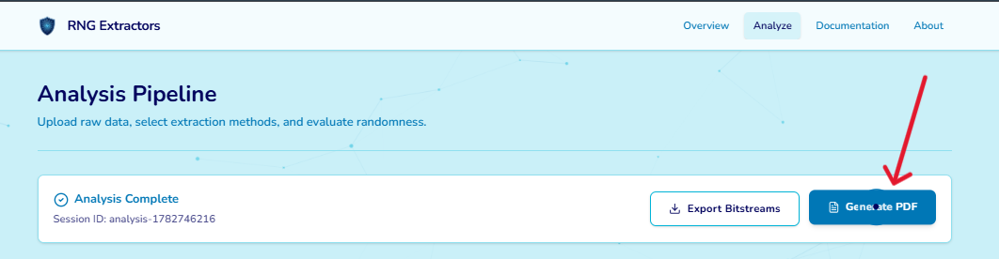 RNG Extractors
Overview
Analyze
Documentation
About
Analysis Pipeline
Upload raw data, select extraction methods, and evaluate randomness.
Analysis Complete
Session ID: analysis-1782746216
Export Bitstreams
Generate PDF